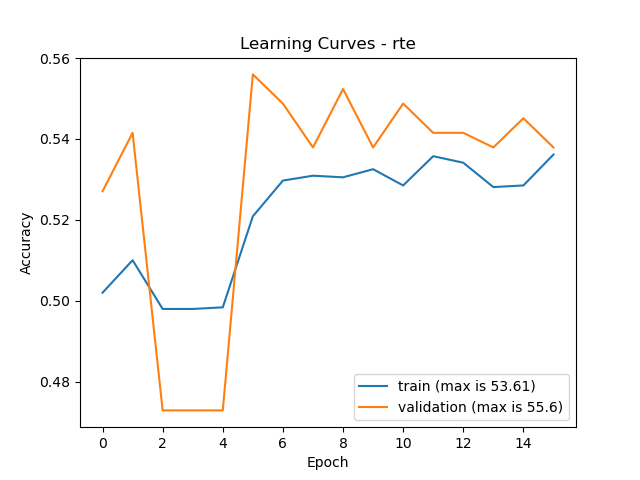 Learning Curves - rte
0.56
0.54
0.52
0.50
0.48
Accuracy
0 2 4 6 8 10 12 14
Epoch
train (max is 53.61)
validation (max is 55.6)